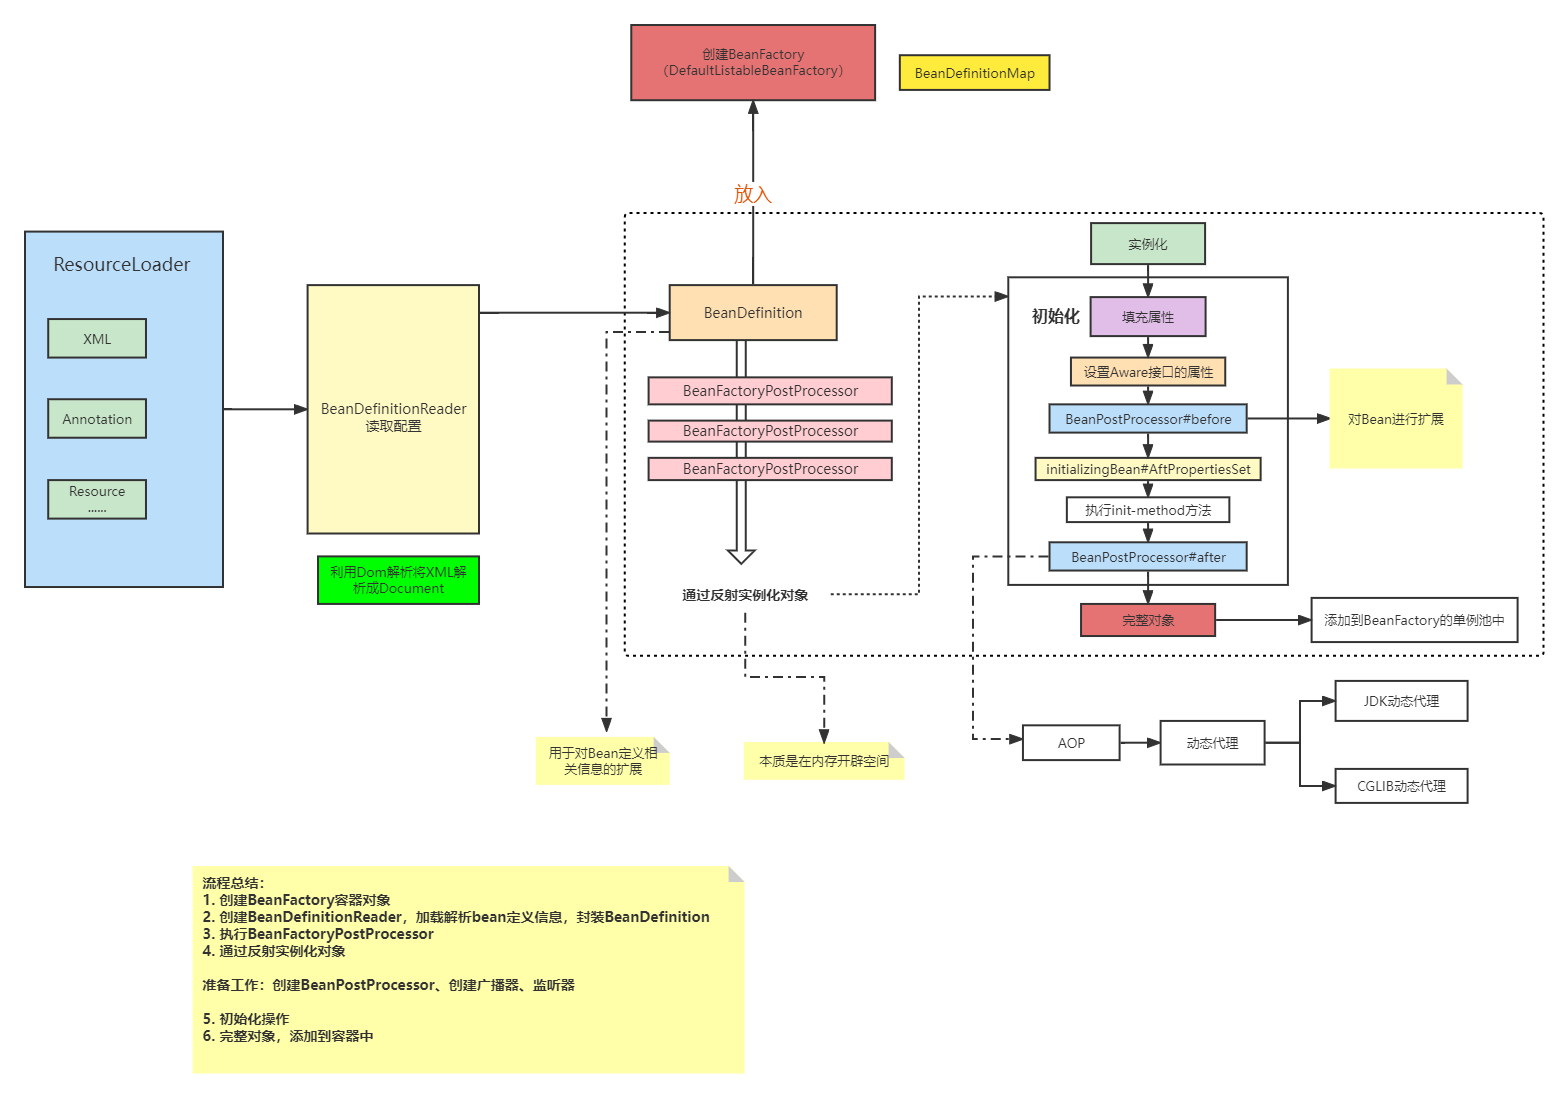 创建BeanFactory
（DefaultListableBeanFactory）
BeanDefinitionMap
放入
ResourceLoader
XML
Annotation
Resource
......
BeanDefinitionReader
读取配置
利用Dom解析将XML解
析成Document
BeanDefinition
BeanFactoryPostProcessor
BeanFactoryPostProcessor
BeanFactoryPostProcessor
通过反射实例化对象
实例化
初始化
填充属性
设置Aware接口的属性
BeanPostProcessor#before
对Bean进行扩展
initializingBean#AftPropertiesSet
执行init-method方法
BeanPostProcessor#after
完整对象
添加到BeanFactory的单例池中
用于对Bean定义相
关信息的扩展
本质是在内存开辟空间
AOP
动态代理
JDK动态代理
CGLIB动态代理
流程总结：
1. 创建BeanFactory容器对象
2. 创建BeanDefinitionReader，加载解析bean定义信息，封装BeanDefinition
3. 执行BeanFactoryPostProcessor
4. 通过反射实例化对象
准备工作：创建BeanPostProcessor、创建广播器、监听器
5. 初始化操作
6. 完整对象，添加到容器中